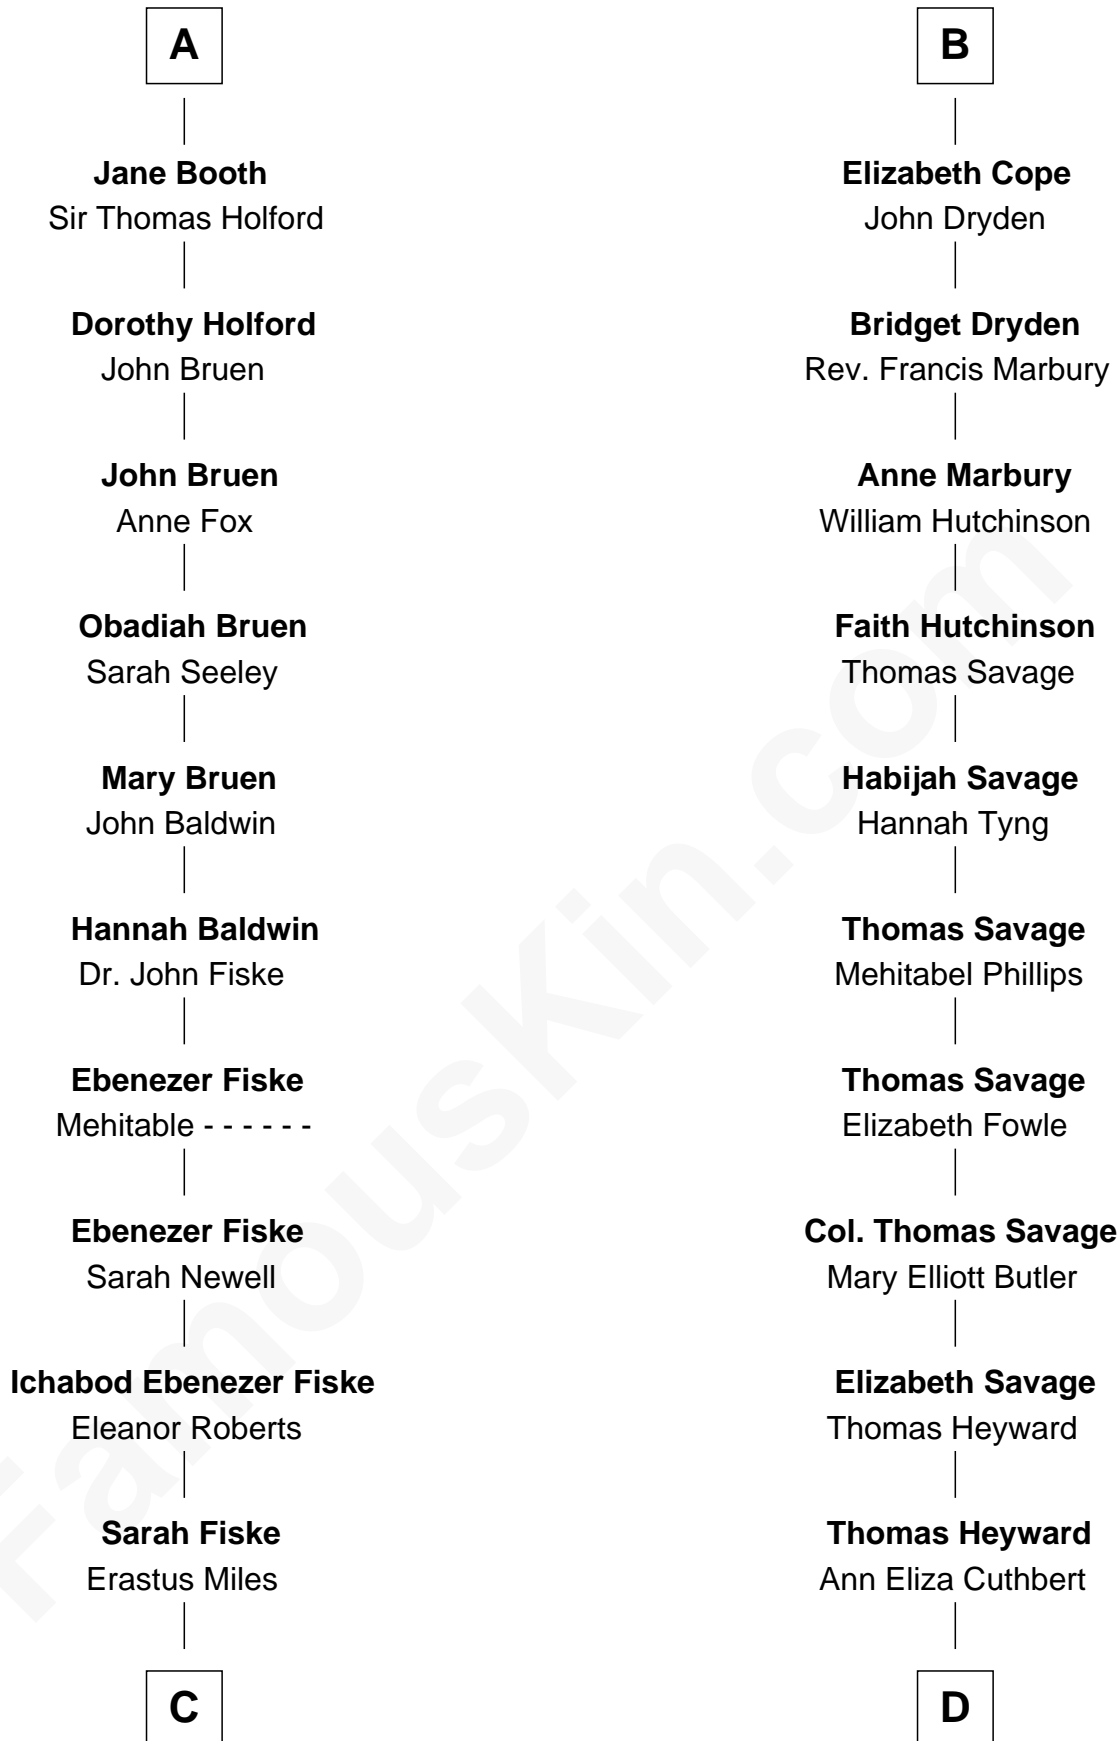 A
Jane Booth
Sir Thomas Holford
Dorothy Holford
John Bruen
John Bruen
Anne Fox
Obadiah Bruen
Sarah Seeley
Mary Bruen
John Baldwin
Hannah Baldwin
Dr. John Fiske
Ebenezer Fiske
Mehitable - - - - - -
Ebenezer Fiske
Sarah Newell
Ichabod Ebenezer Fiske
Eleanor Roberts
Sarah Fiske
Erastus Miles
C
B
Elizabeth Cope
John Dryden
Bridget Dryden
Rev. Francis Marbury
Anne Marbury
William Hutchinson
Faith Hutchinson
Thomas Savage
Habijah Savage
Hannah Tyng
Thomas Savage
Mehitabel Phillips
Thomas Savage
Elizabeth Fowle
Col. Thomas Savage
Mary Elliott Butler
Elizabeth Savage
Thomas Heyward
Thomas Heyward
Ann Eliza Cuthbert
D
FamousKin.com